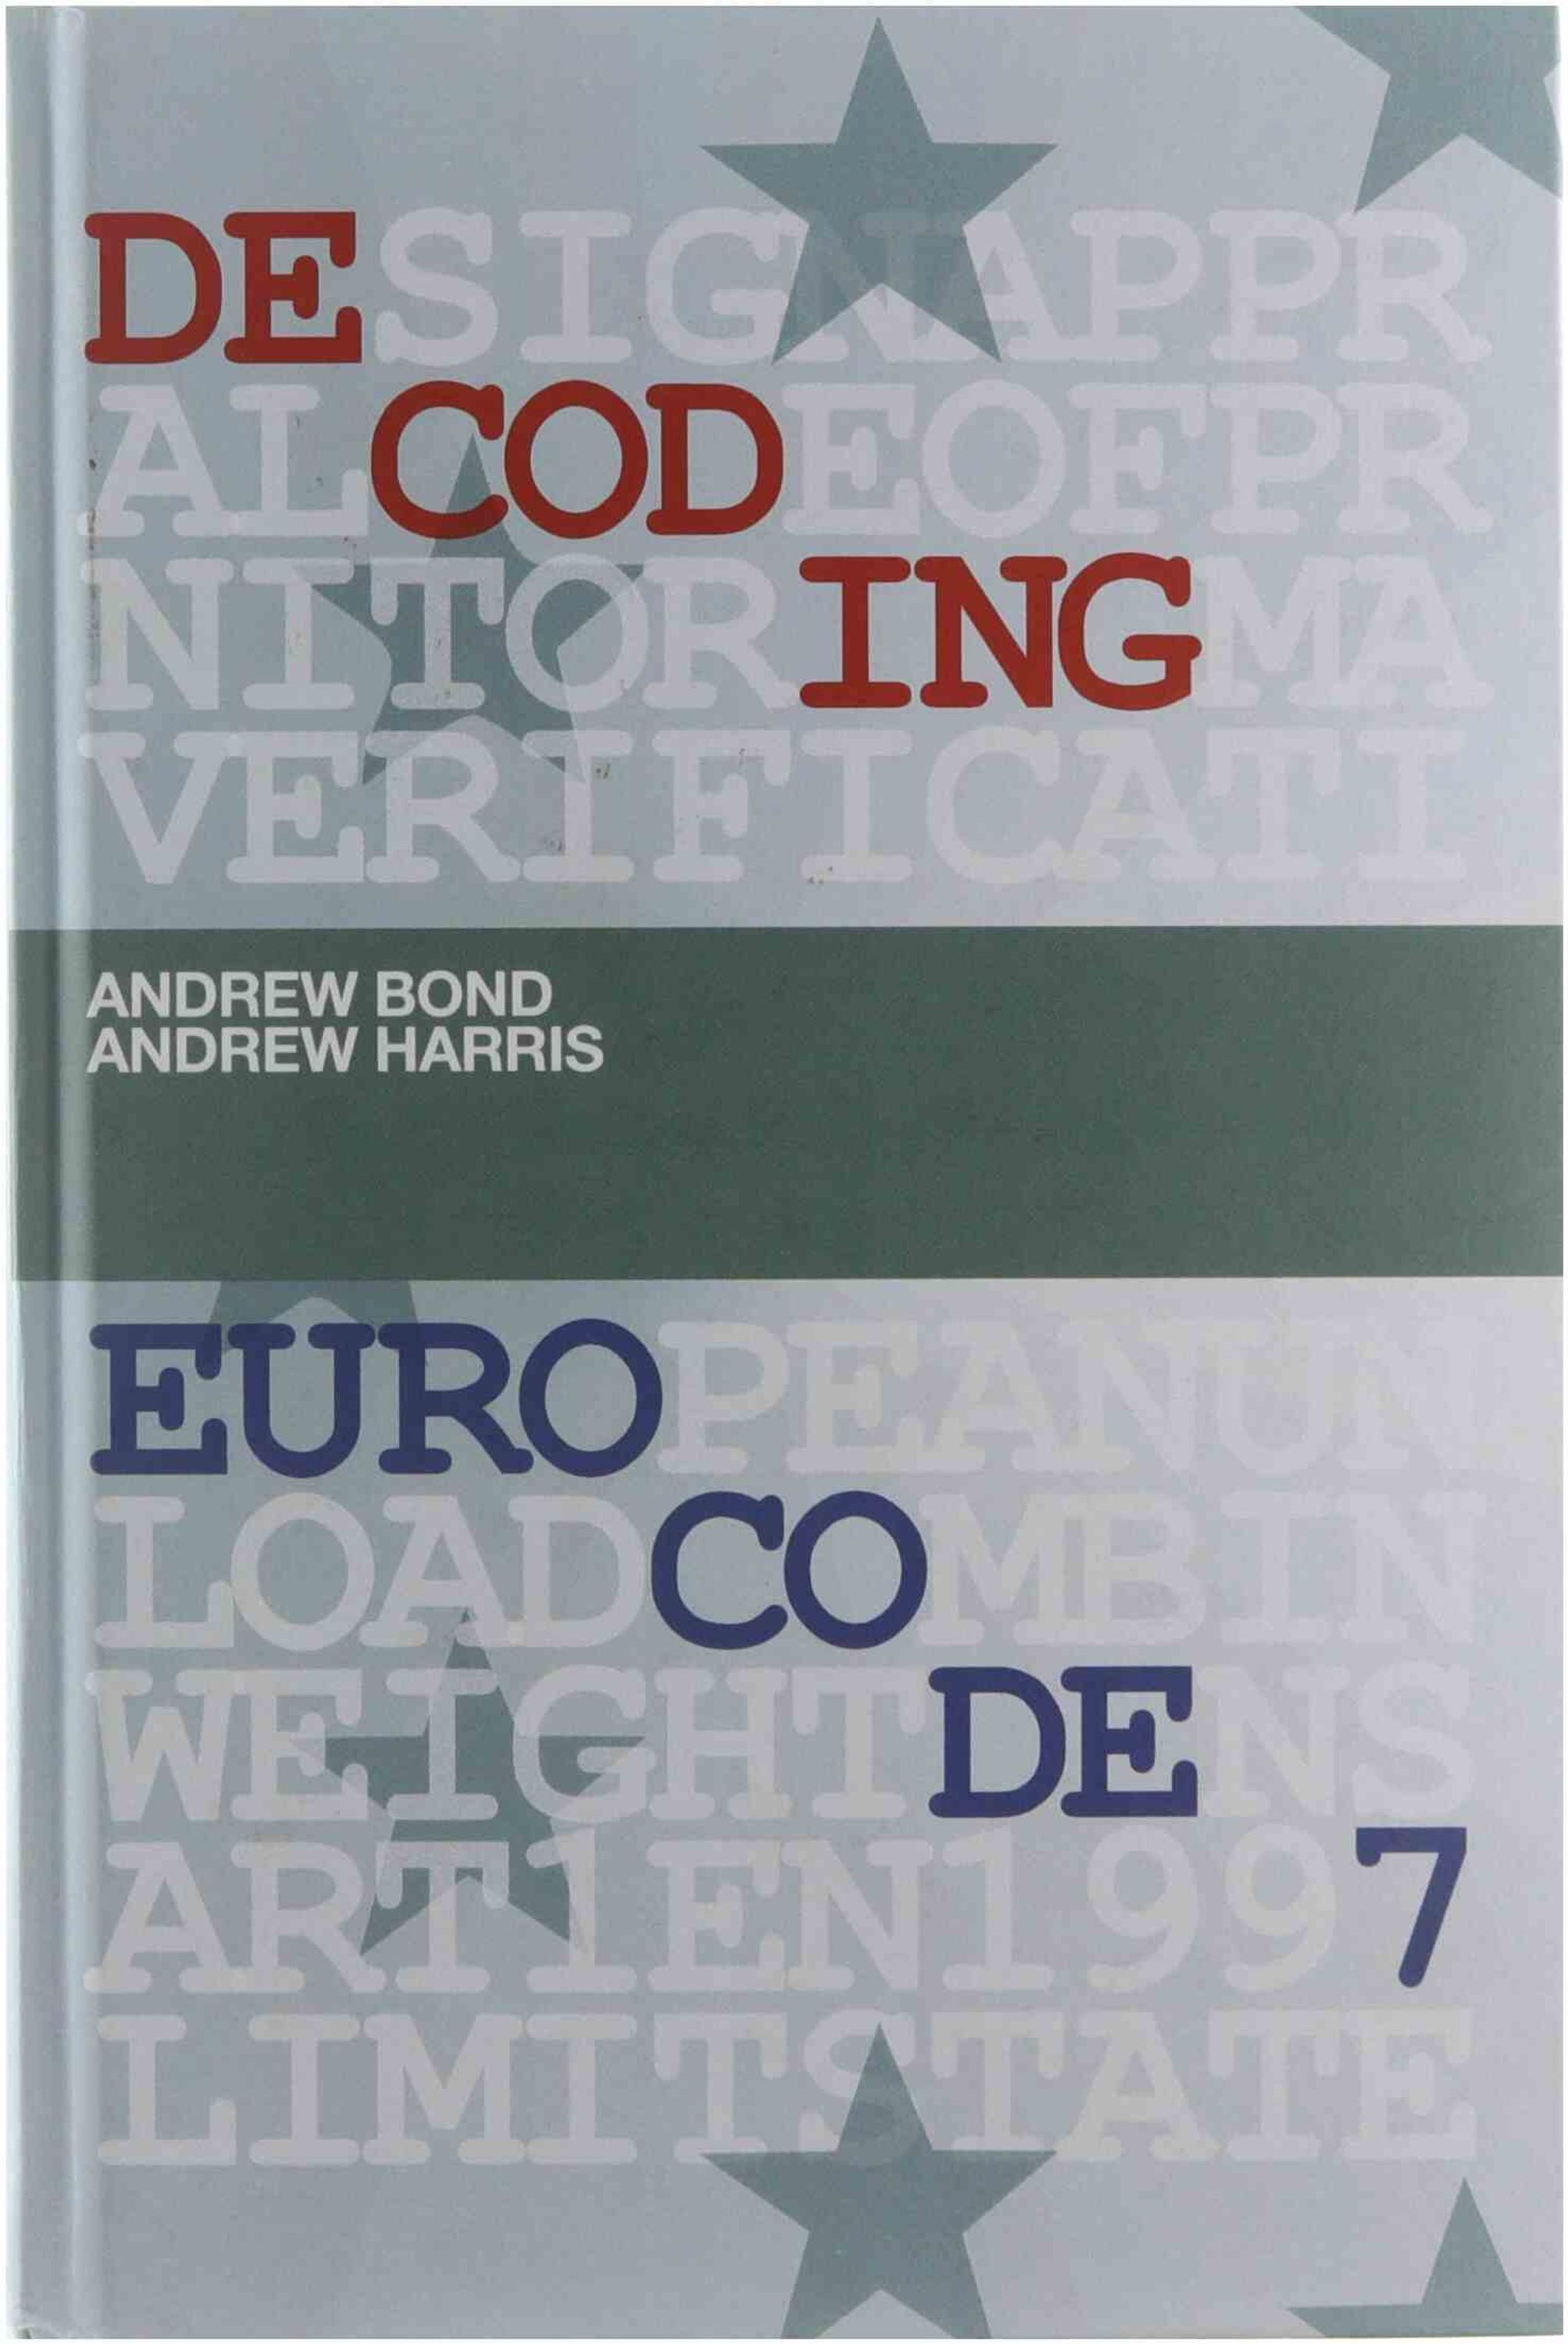 DESIGNAPPR
ALCODEOFPR
NITORINGMA
VERIFICATI
ANDREW BOND
ANDREW HARRIS
EUROPEANUN
LOADCOMBIN
WEIGHTDENS
ART1EN1997
LIMITSTATE